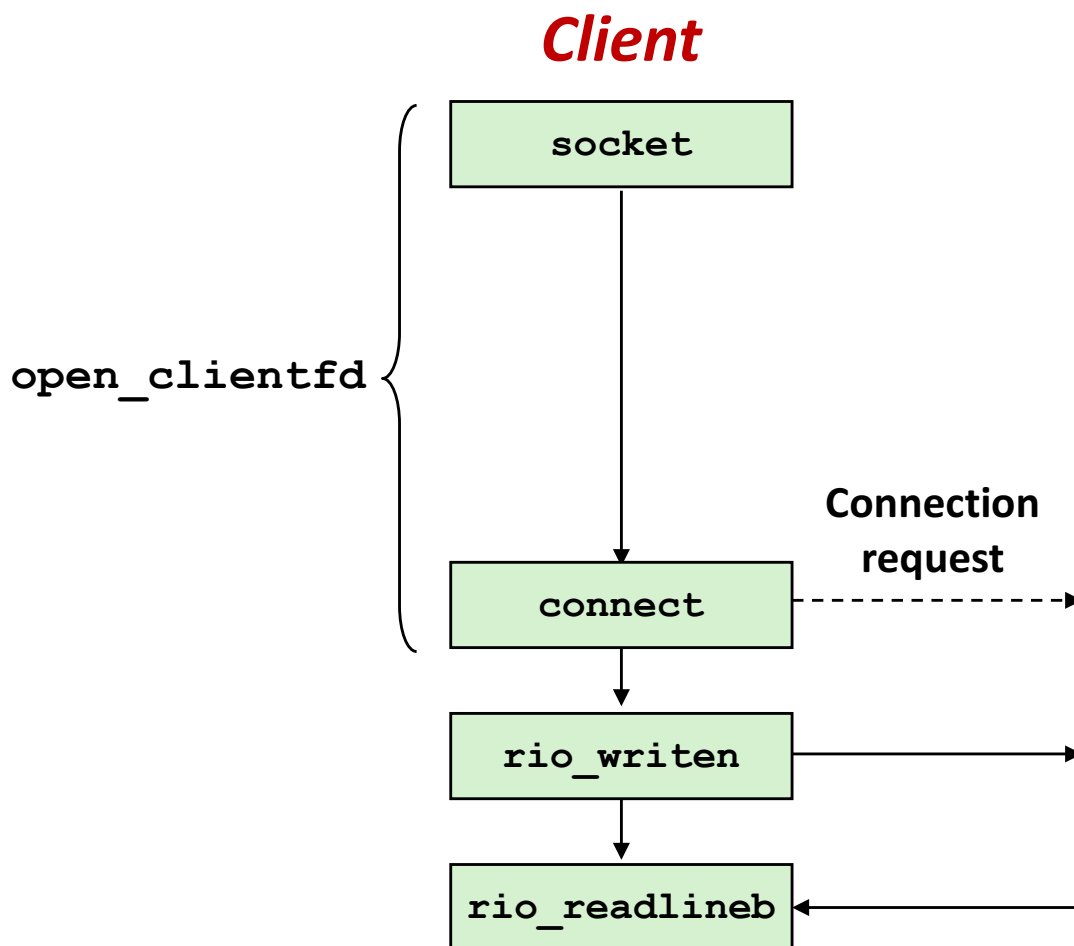 Client
socket
open_clientfd
Connection
request
connect
rio_writen
rio_readlineb